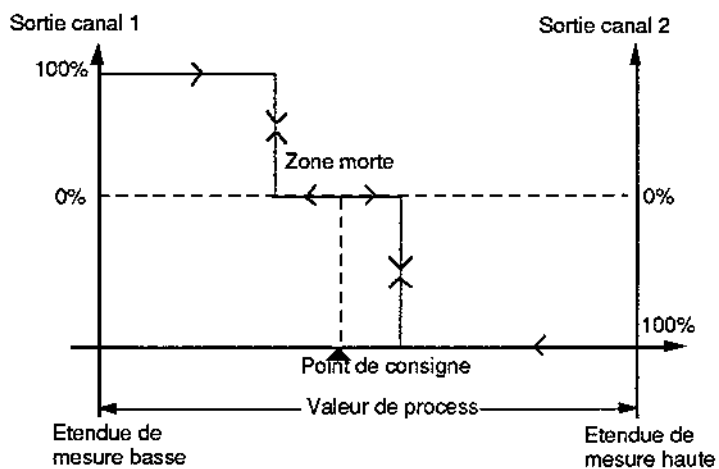 Sortie canal 1
Sortie canal 2
100%
Zone morte
0%
0%
100%
Point de consigne
Valeur de process
Etendue de
mesure basse
Etendue de
mesure haute